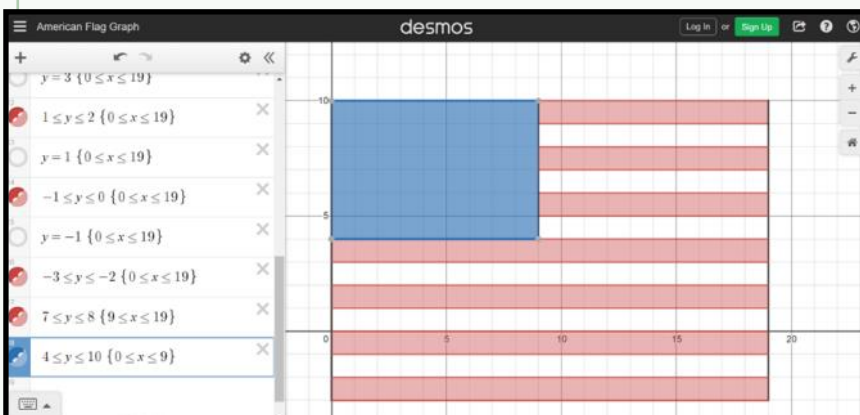 American Flag Graph
desmos
Log In or Sign Up
y = 3 {0 ≤ x ≤ 19}
1 ≤ y ≤ 2 {0 ≤ x ≤ 19}
y = 1 {0 ≤ x ≤ 19}
−1 ≤ y ≤ 0 {0 ≤ x ≤ 19}
y = −1 {0 ≤ x ≤ 19}
−3 ≤ y ≤ −2 {0 ≤ x ≤ 19}
7 ≤ y ≤ 8 {9 ≤ x ≤ 19}
4 ≤ y ≤ 10 {0 ≤ x ≤ 9}
10
5
0 5 10 15 20